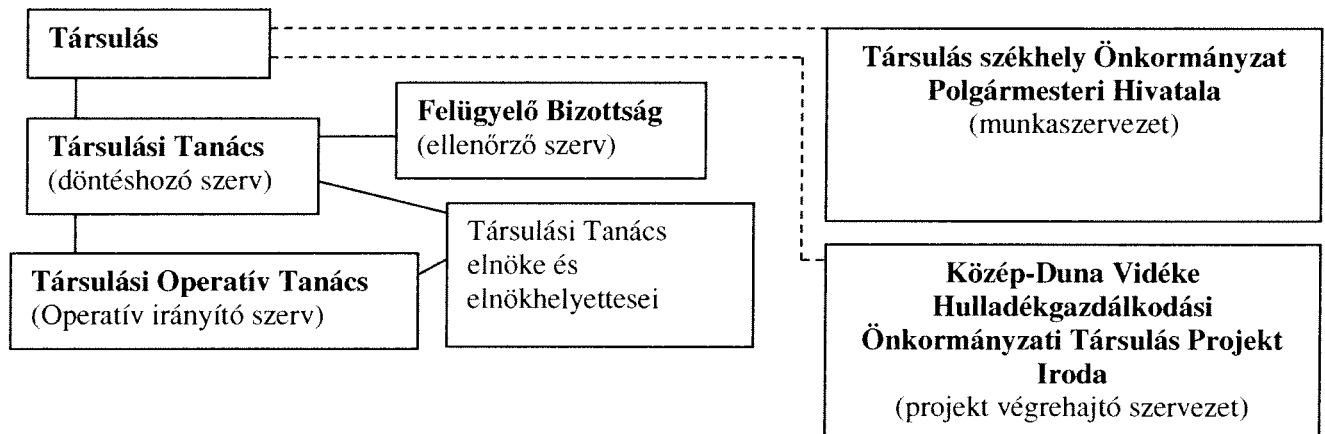 Társulás
Társulási Tanács
(döntéshozó szerv)
Társulási Operatív Tanács
(Operatív irányító szerv)
Felügyelő Bizottság
(ellenőrző szerv)
Társulási Tanács
elnöke és
elnökhelyettesei
Társulás székhely Önkormányzat
Polgármesteri Hivatala
(munkaszervezet)
Közép-Duna Vidéke
Hulladékgazdálkodási
Önkormányzati Társulás Projekt
Iroda
(projekt végrehajtó szervezet)